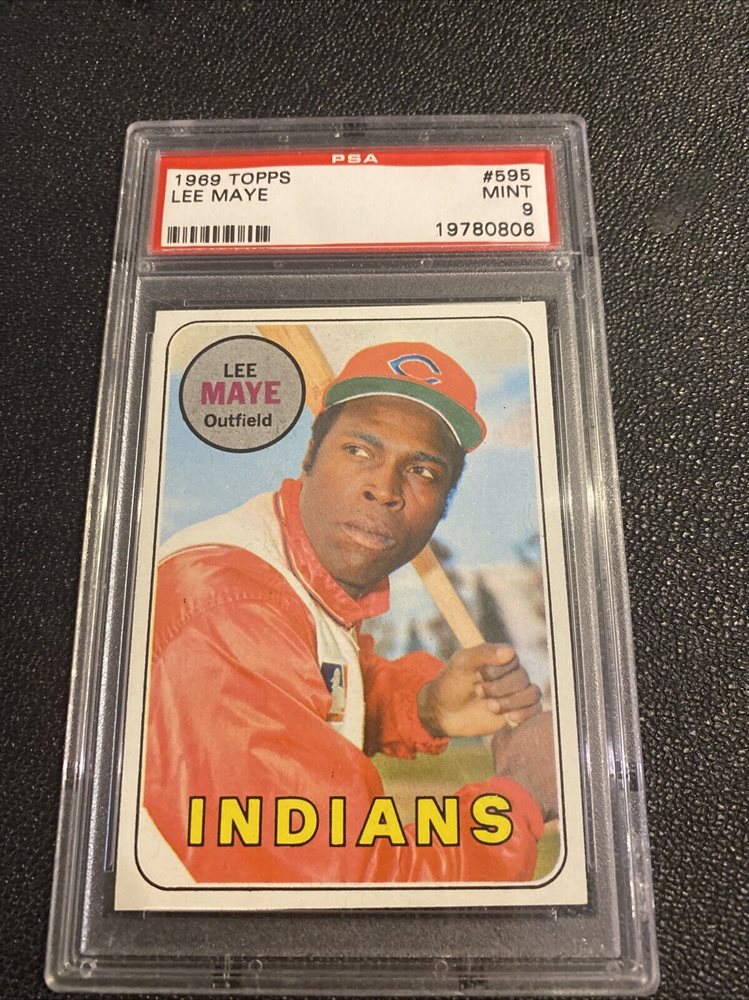 PSA
1969 TOPPS #595
LEE MAYE MINT
9
19780806
LEE
MAYE
Outfield
C
INDIANS